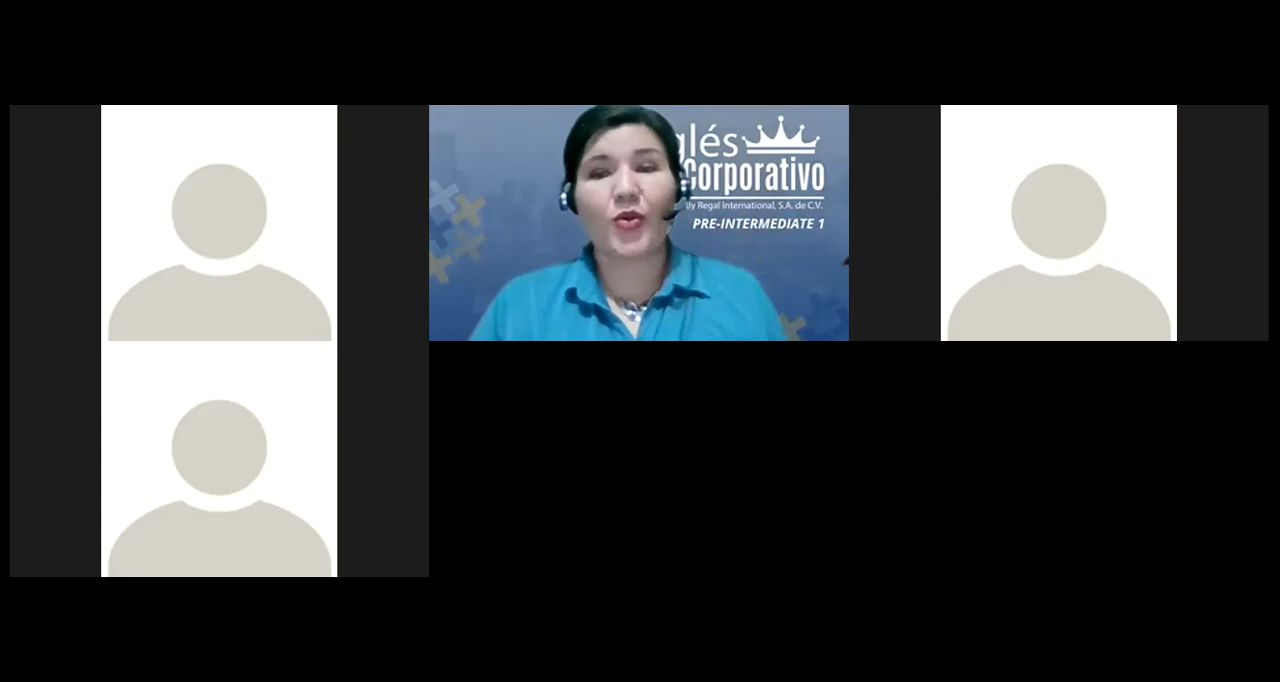 glés
Corporativo
By Regal International, S.A. de C.V.
PRE-INTERMEDIATE 1